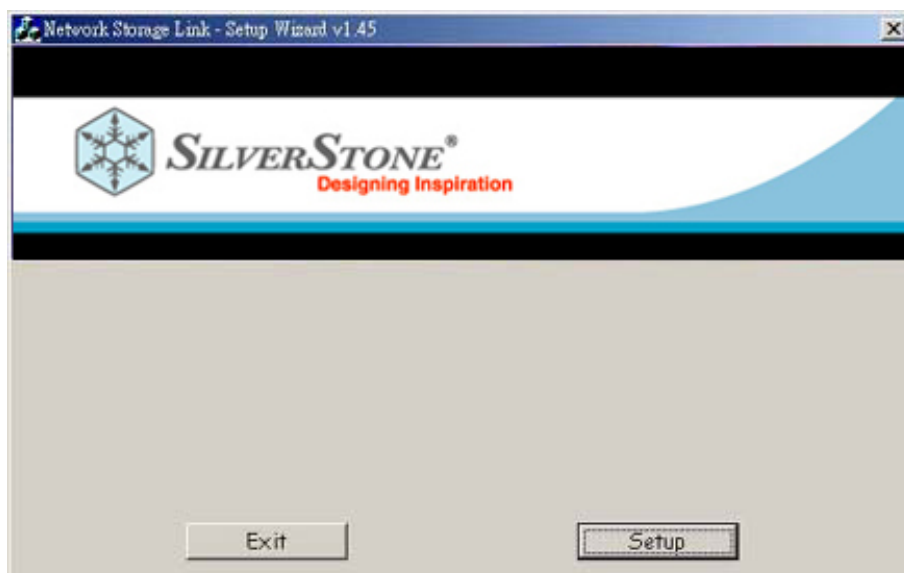 Network Storage Link - Setup Wizard v1.45
SILVERSTONE®
Designing Inspiration
Exit
Setup